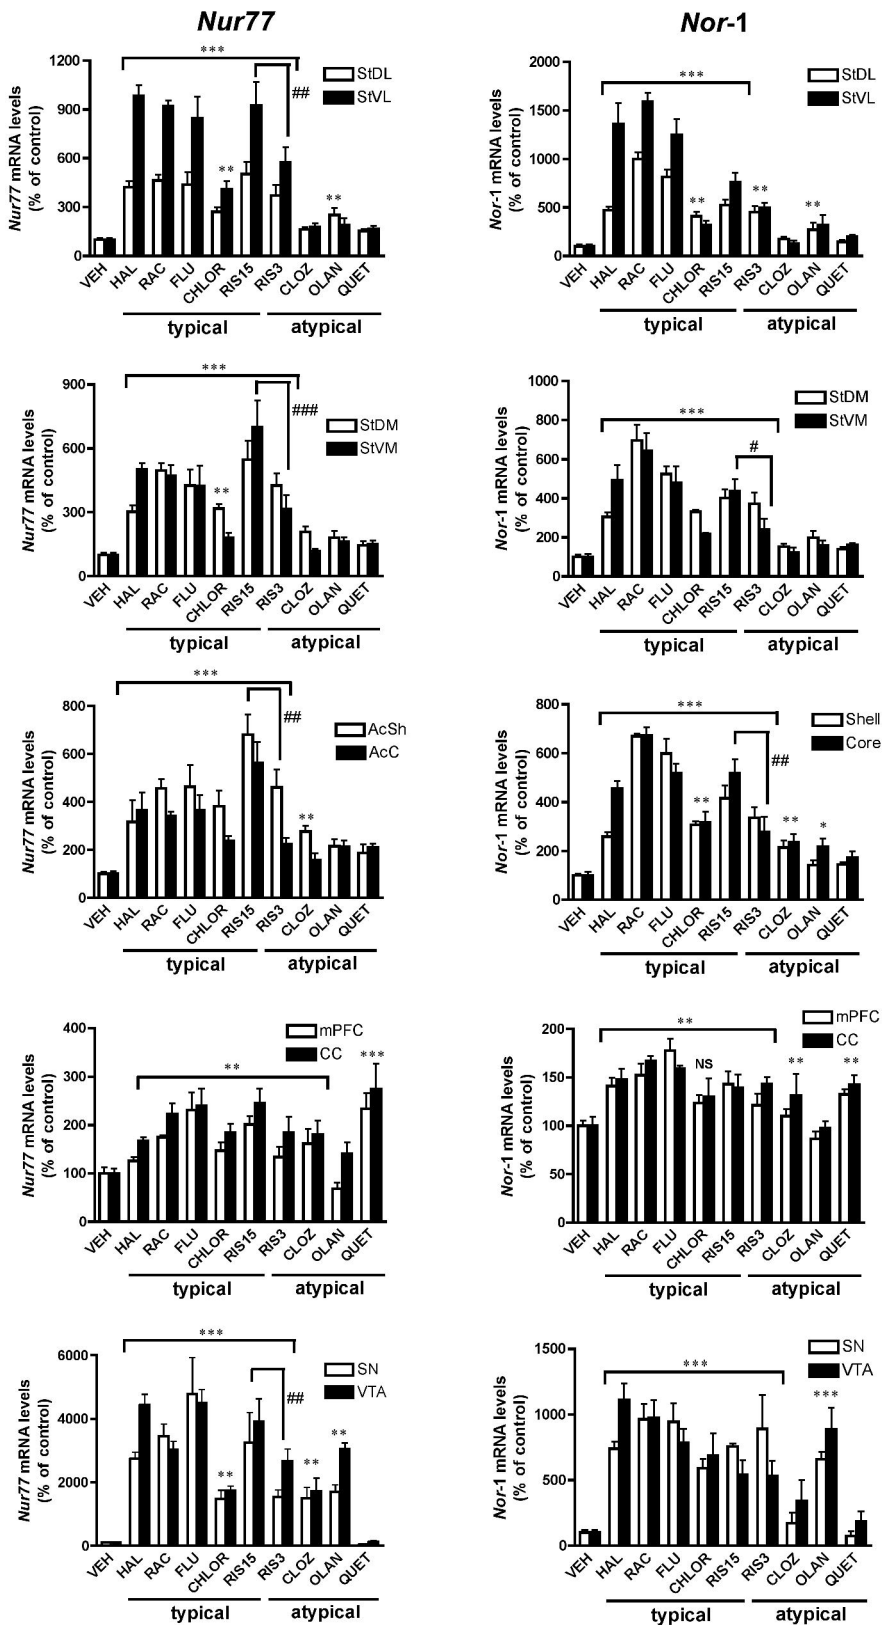 Nur77
Nor-1
***
1200
900
600
300
0
Nur77 mRNA levels
(% of control)
StDL
StVL
##
**
**
VEH HAL RAC FLU CHLOR RIS15 RIS3 CLOZ OLAN QUET
typical atypical
2000
1500
1000
500
0
Nor-1 mRNA levels
(% of control)
***
StDL
StVL
** ** **
VEH HAL RAC FLU CHLOR RIS15 RIS3 CLOZ OLAN QUET
typical atypical
***
900
600
300
0
Nur77 mRNA levels
(% of control)
StDM
StVM
###
**
VEH HAL RAC FLU CHLOR RIS15 RIS3 CLOZ OLAN QUET
typical atypical
1000
800
600
400
200
0
Nor-1 mRNA levels
(% of control)
***
StDM
StVM
#
VEH HAL RAC FLU CHLOR RIS15 RIS3 CLOZ OLAN QUET
typical atypical
***
800
600
400
200
0
Nur77 mRNA levels
(% of control)
AcSh
AcC
##
**
VEH HAL RAC FLU CHLOR RIS15 RIS3 CLOZ OLAN QUET
typical atypical
***
800
600
400
200
0
Nor-1 mRNA levels
(% of control)
Shell
Core
##
** ** *
VEH HAL RAC FLU CHLOR RIS15 RIS3 CLOZ OLAN QUET
typical atypical
400
300
200
100
0
Nur77 mRNA levels
(% of control)
mPFC
CC
**
***
VEH HAL RAC FLU CHLOR RIS15 RIS3 CLOZ OLAN QUET
typical atypical
200
150
100
50
0
Nor-1 mRNA levels
(% of control)
mPFC
CC
**
NS ** **
VEH HAL RAC FLU CHLOR RIS15 RIS3 CLOZ OLAN QUET
typical atypical
***
6000
4000
2000
0
Nur77 mRNA levels
(% of control)
SN
VTA
##
** ** **
VEH HAL RAC FLU CHLOR RIS15 RIS3 CLOZ OLAN QUET
typical atypical
1500
1000
500
0
Nor-1 mRNA levels
(% of control)
***
SN
VTA
***
VEH HAL RAC FLU CHLOR RIS15 RIS3 CLOZ OLAN QUET
typical atypical